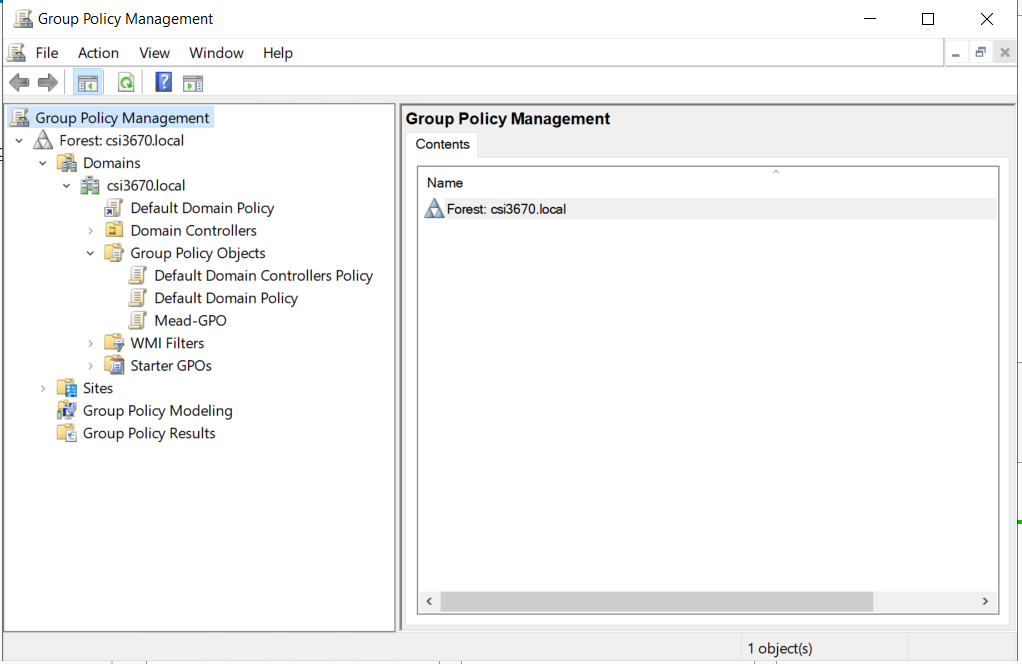 Group Policy Management
File Action View Window Help
Group Policy Management
Forest: csi3670.local
Domains
csi3670.local
Default Domain Policy
Domain Controllers
Group Policy Objects
Default Domain Controllers Policy
Default Domain Policy
Mead-GPO
WMI Filters
Starter GPOs
Sites
Group Policy Modeling
Group Policy Results
Group Policy Management
Contents
Name
Forest: csi3670.local
1 object(s)